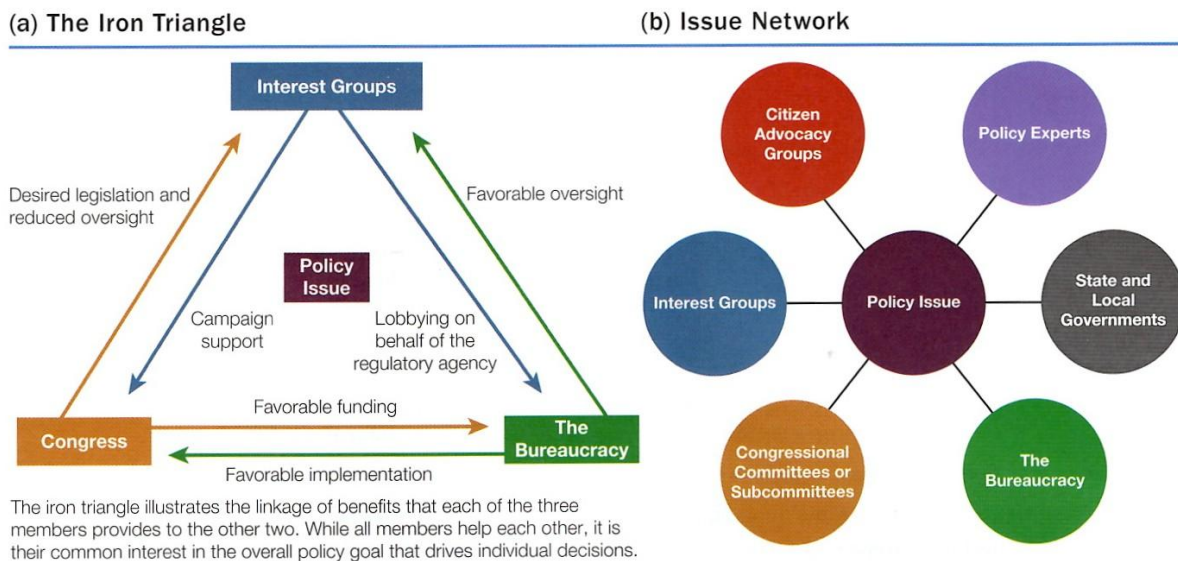 (a) The Iron Triangle
Interest Groups
Desired legislation and
reduced oversight
Favorable oversight
Policy
Issue
Campaign
support
Lobbying on
behalf of the
regulatory agency
Favorable funding
Congress
The
Bureaucracy
Favorable implementation
The iron triangle illustrates the linkage of benefits that each of the three
members provides to the other two. While all members help each other, it is
their common interest in the overall policy goal that drives individual decisions.
(b) Issue Network
Citizen
Advocacy
Groups
Policy Experts
Interest Groups
Policy Issue
State and
Local
Governments
Congressional
Committees or
Subcommittees
The
Bureaucracy